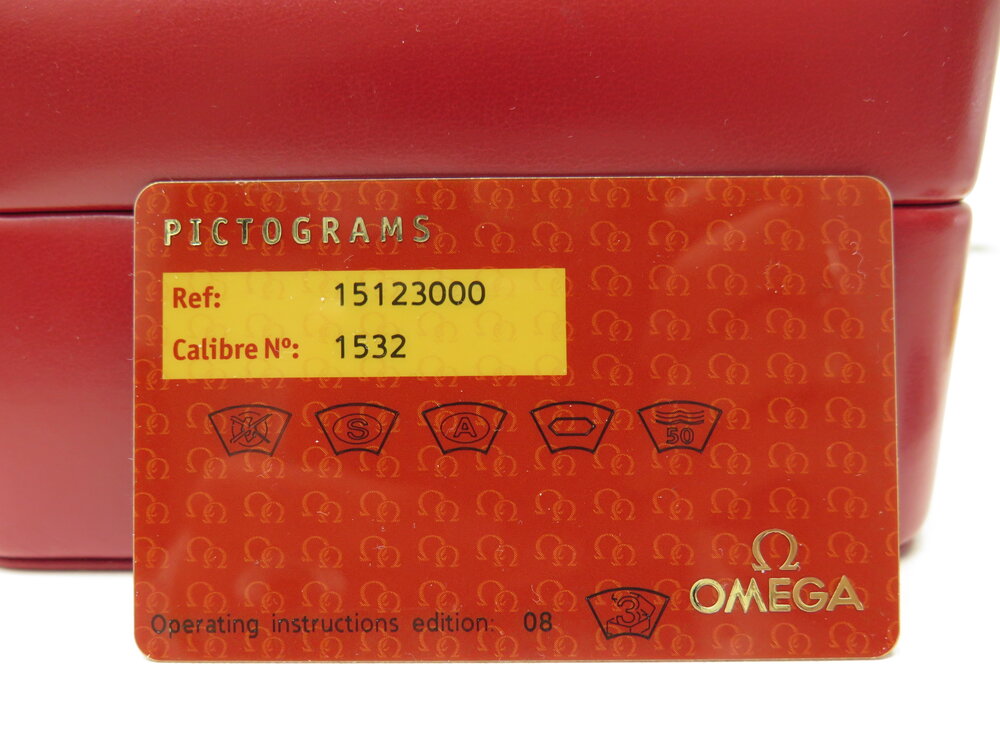 PICTOGRAMS
Ref: 15123000
Calibre Nº: 1532
S
A
50
Ω
OMEGA
Operating instructions edition: 08
3